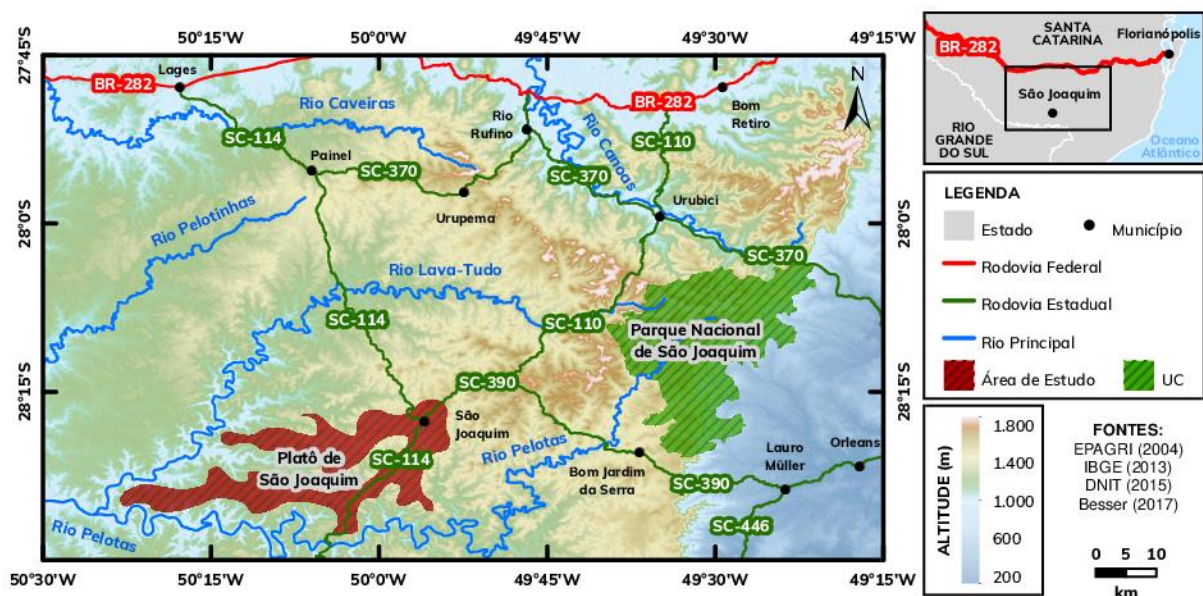 50°15'W
50°00'W
49°45'W
49°30'W
49°15'W
27°45'S
28°00'S
28°15'S
50°30'W
50°15'W
50°00'W
49°45'W
49°30'W
49°15'W
Lages
BR-282
BR-282
Bom
Retiro
N
Rio Caveiras
Rio
Rufino
Rio Canoas
SC-114
SC-110
Painel
SC-370
SC-370
Urupema
Urubici
Rio Pelotinhas
SC-370
Rio Lava-Tudo
SC-114
SC-110
Parque Nacional
de São Joaquim
SC-390
São
Joaquim
Platô de
São Joaquim
SC-114
Rio Pelotas
Bom Jardim
da Serra
Lauro
Müller
Orleans
SC-390
Rio Pelotas
SC-446
SANTA
CATARINA
Florianópolis
BR-282
São Joaquim
RIO
GRANDE
DO SUL
Oceano
Atlântico
LEGENDA
Estado
Município
Rodovia Federal
Rodovia Estadual
Rio Principal
Área de Estudo
UC
ALTITUDE (m)
1.800
1.400
1.000
600
200
FONTES:
EPAGRI (2004)
IBGE (2013)
DNIT (2015)
Besser (2017)
0 5 10
km